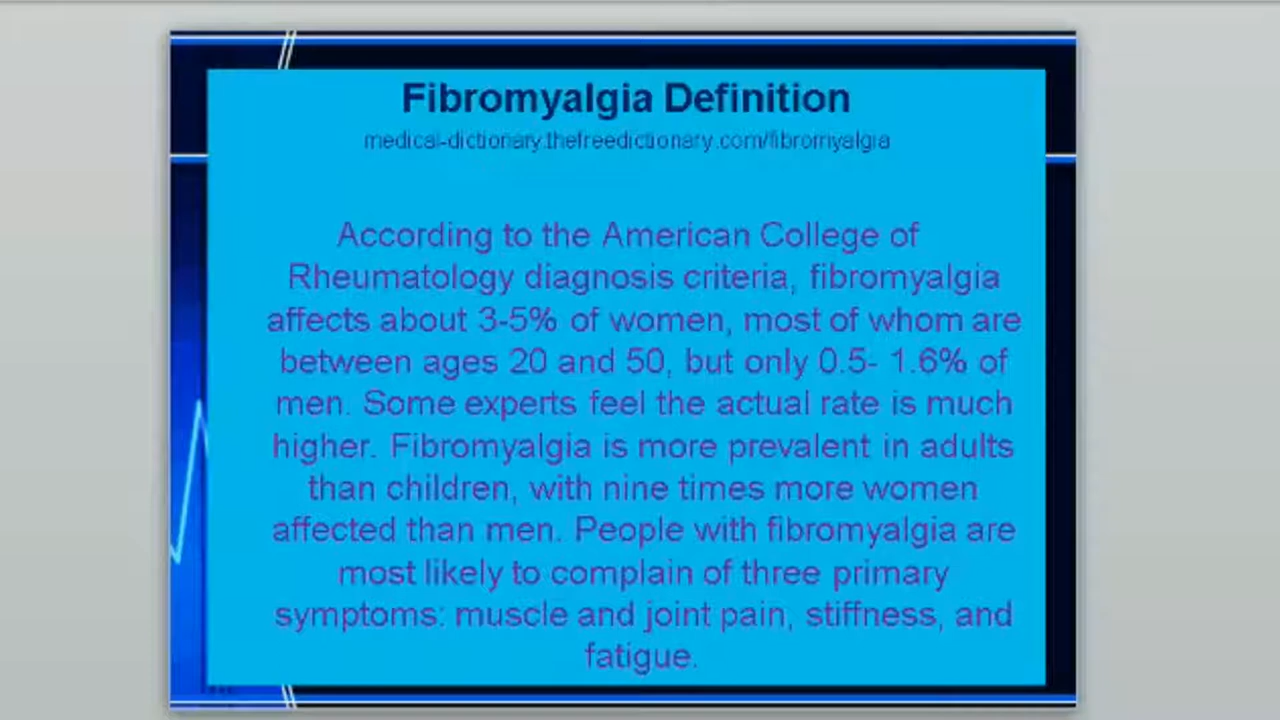 Fibromyalgia Definition
medical-dictionary.thefreedictionary.com/fibromyalgia
According to the American College of
Rheumatology diagnosis criteria, fibromyalgia
affects about 3-5% of women, most of whom are
between ages 20 and 50, but only 0.5- 1.6% of
men. Some experts feel the actual rate is much
higher. Fibromyalgia is more prevalent in adults
than children, with nine times more women
affected than men. People with fibromyalgia are
most likely to complain of three primary
symptoms: muscle and joint pain, stiffness, and
fatigue.